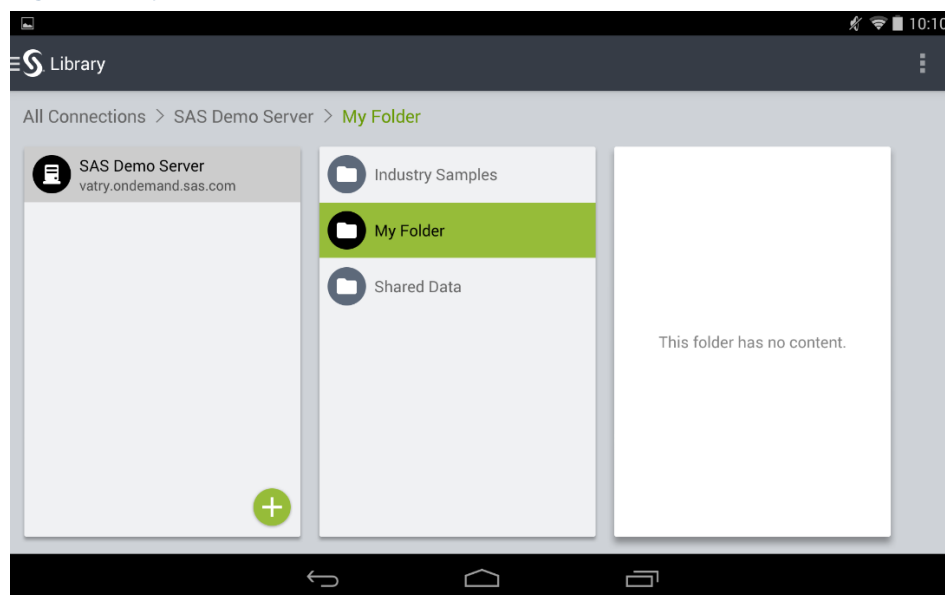 10:10
Library
All Connections > SAS Demo Server > My Folder
SAS Demo Server
vatry.ondemand.sas.com
Industry Samples
My Folder
Shared Data
This folder has no content.